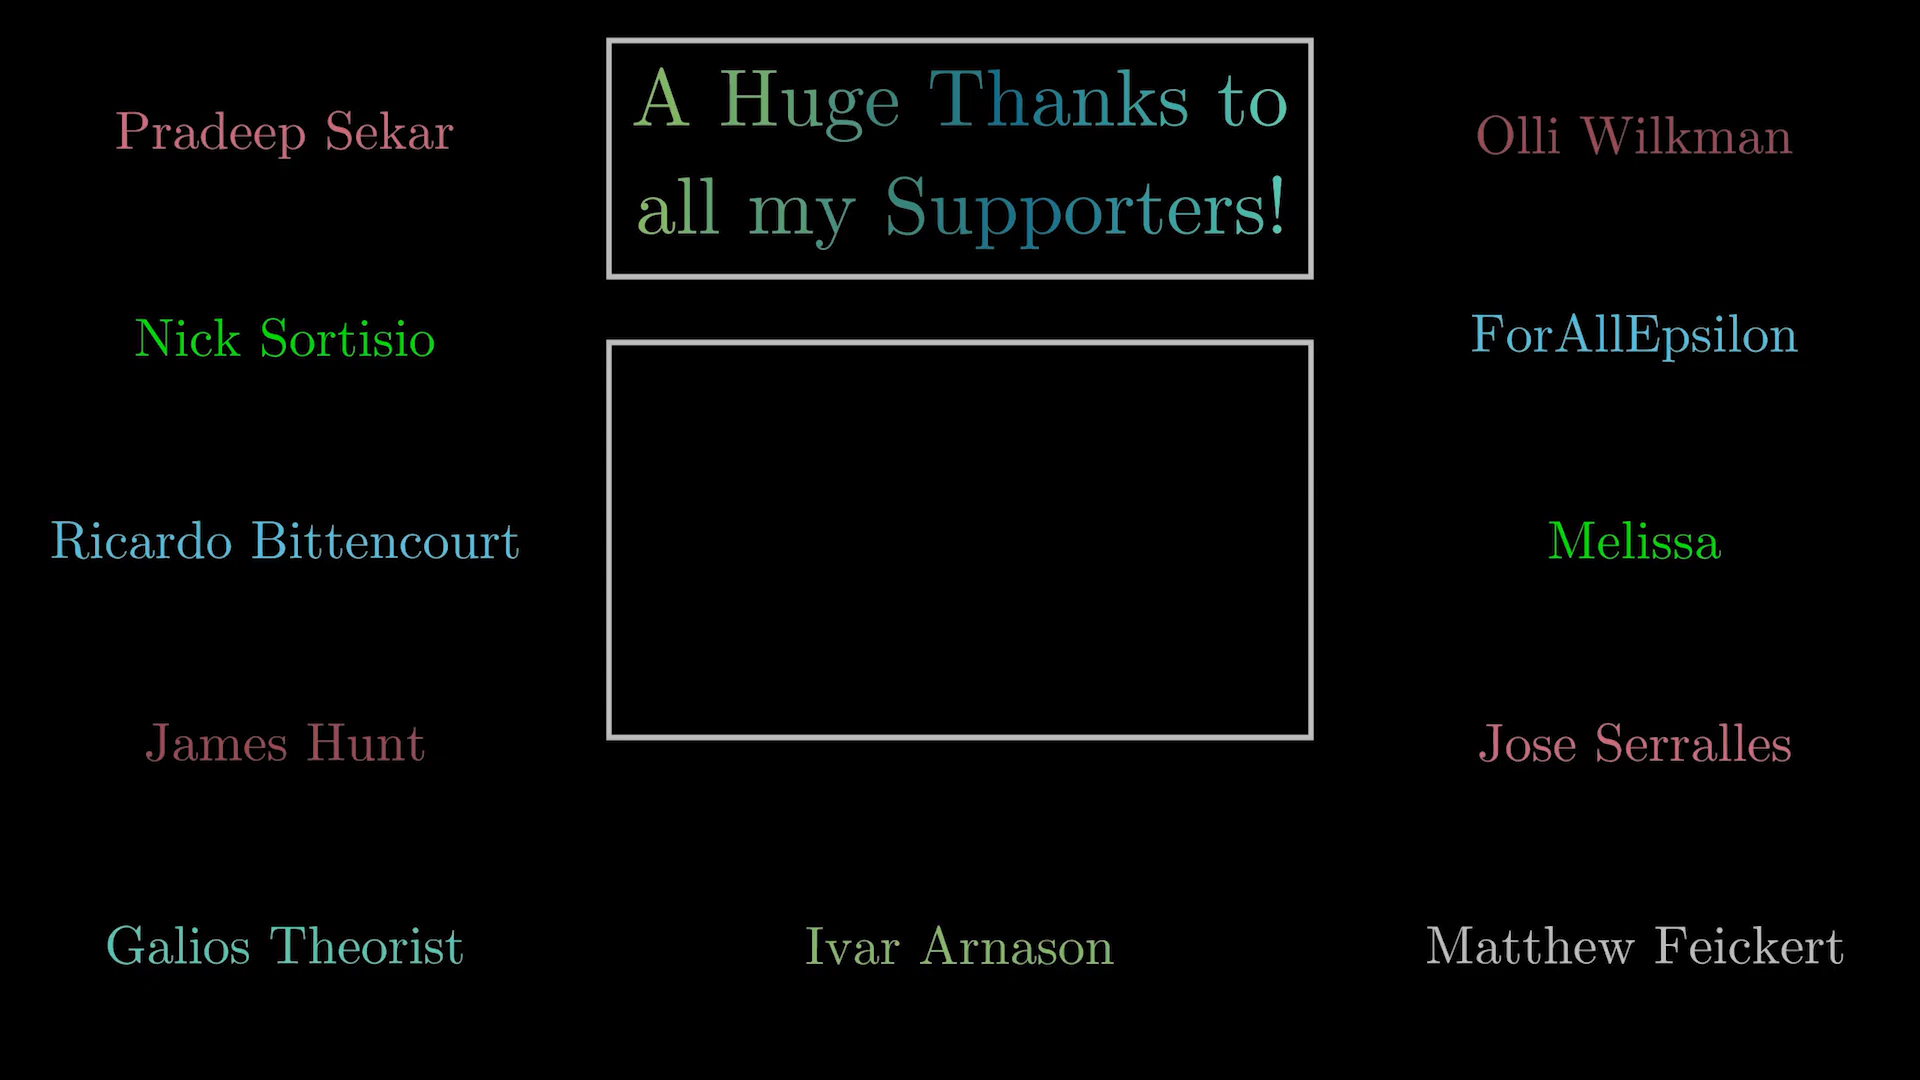 A Huge Thanks to
all my Supporters!
Pradeep Sekar
Olli Wilkman
Nick Sortisio
ForAllEpsilon
Ricardo Bittencourt
Melissa
James Hunt
Jose Serralles
Galios Theorist
Ivar Arnason
Matthew Feickert